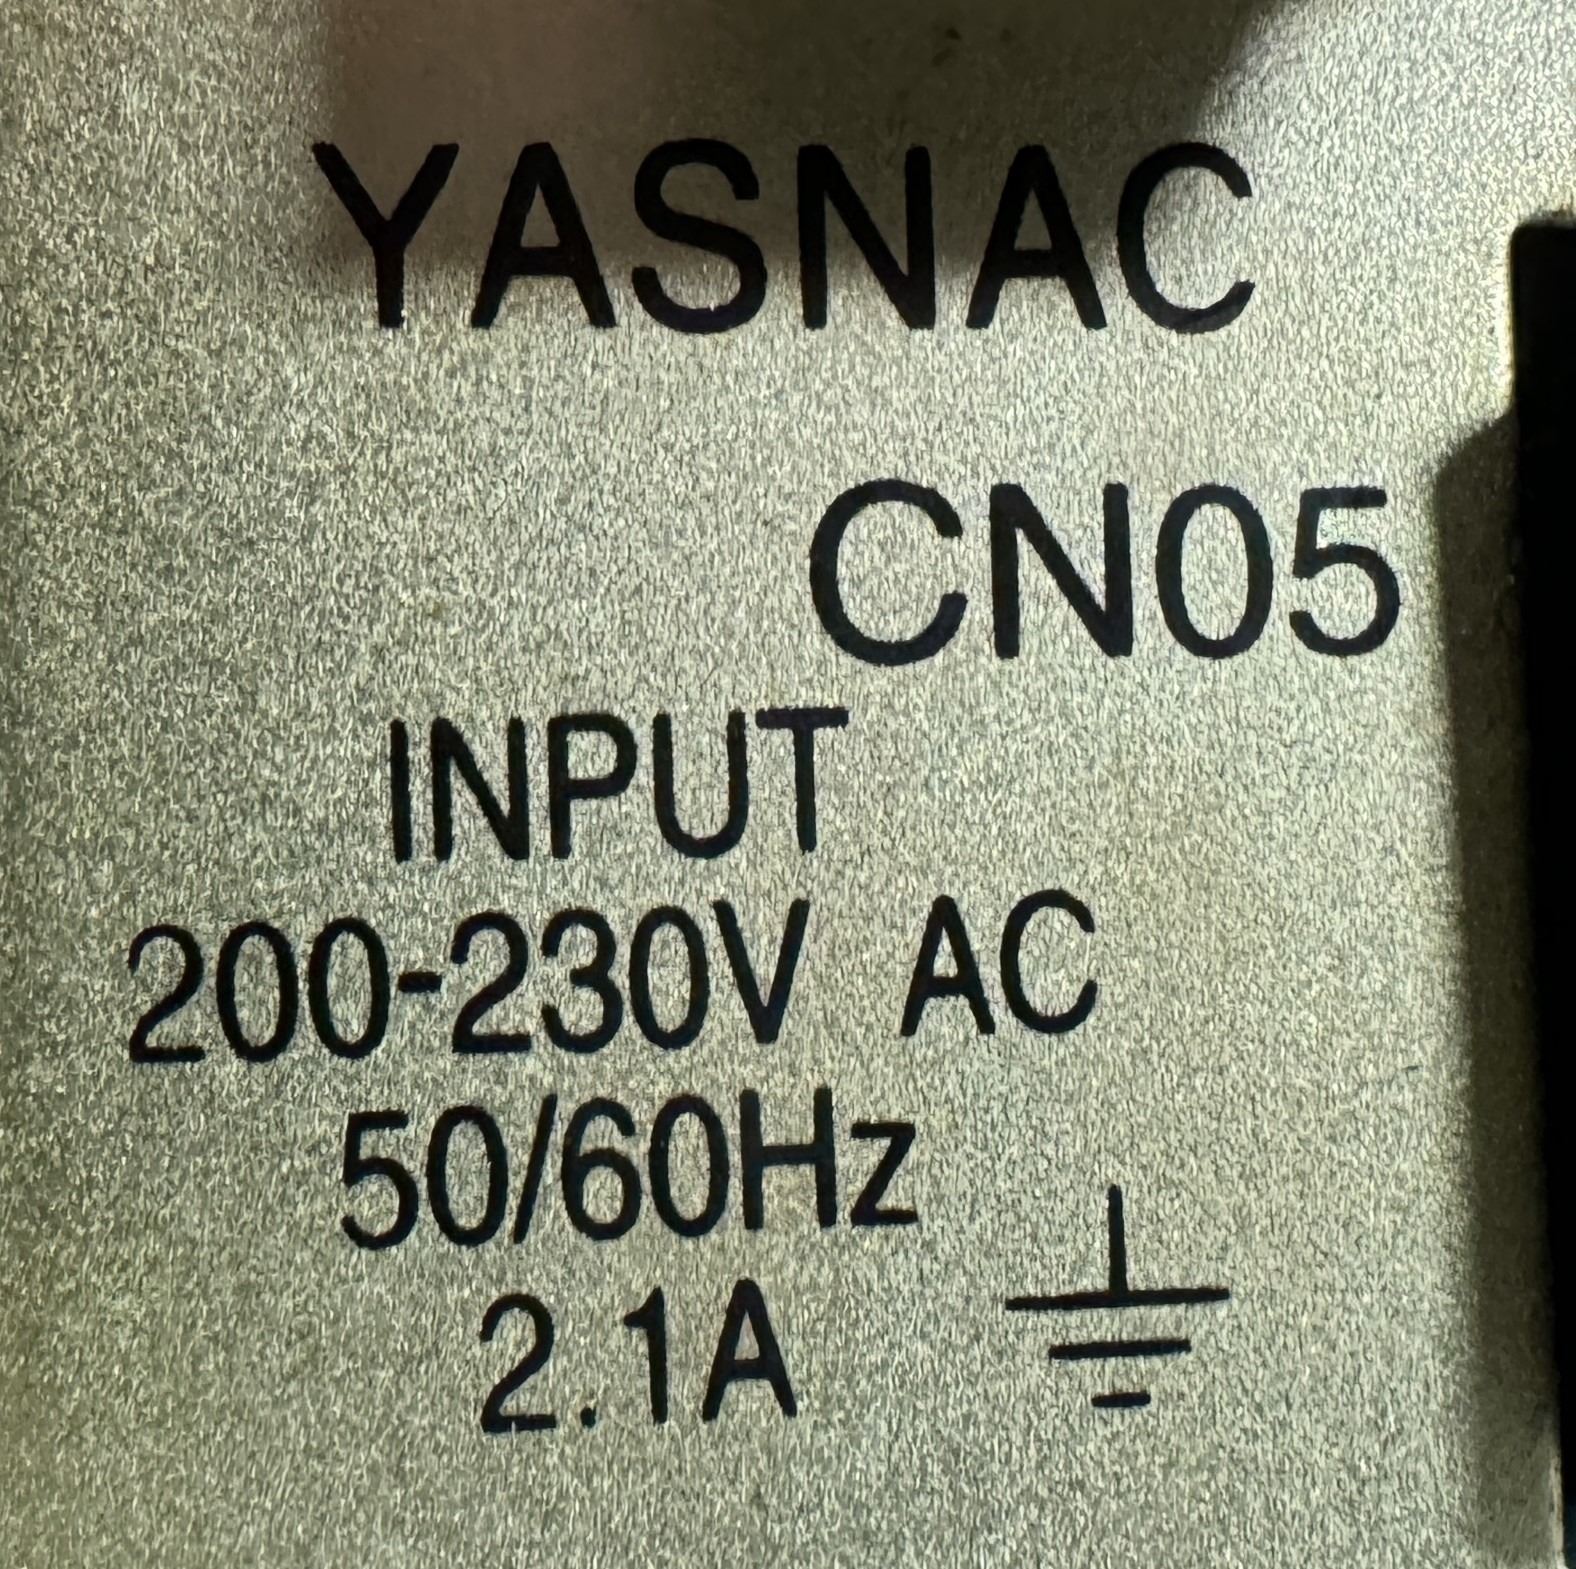 YASNAC
CN05
INPUT
200-230V AC
50/60Hz
2.1A